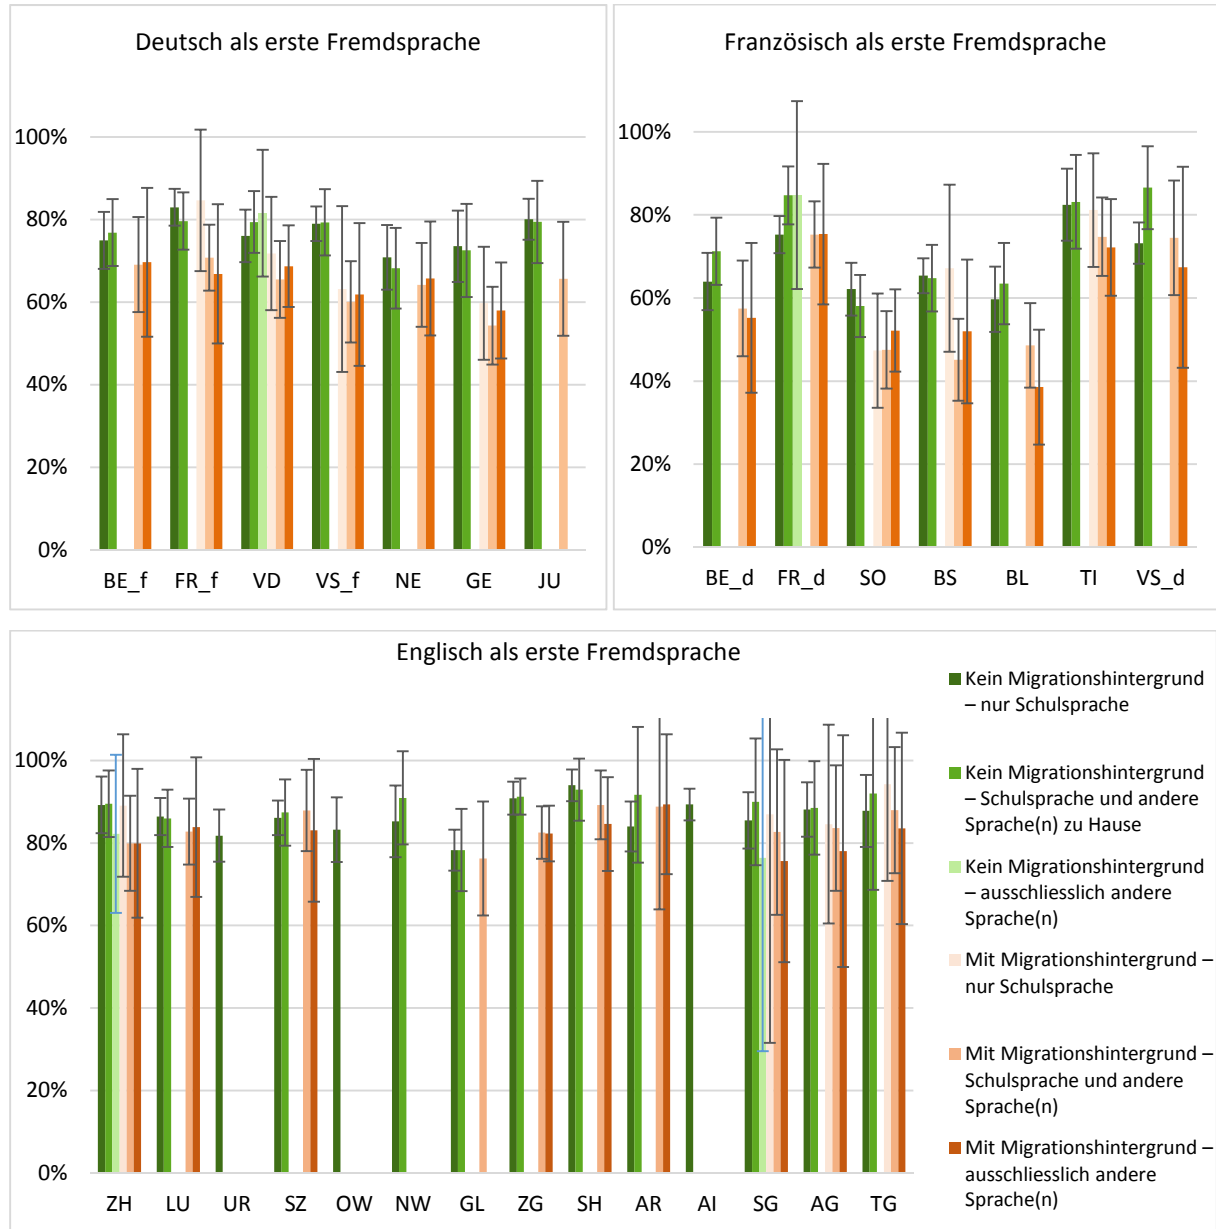 Deutsch als erste Fremdsprache
100%
80%
60%
40%
20%
0%
BE_f FR_f VD VS_f NE GE JU
Französisch als erste Fremdsprache
100%
80%
60%
40%
20%
0%
BE_d FR_d SO BS BL TI VS_d
Englisch als erste Fremdsprache
100%
80%
60%
40%
20%
0%
ZH LU UR SZ OW NW GL ZG SH AR AI SG AG TG
Kein Migrationshintergrund
– nur Schulsprache
Kein Migrationshintergrund
– Schulsprache und andere
Sprache(n) zu Hause
Kein Migrationshintergrund
– ausschliesslich andere
Sprache(n)
Mit Migrationshintergrund –
nur Schulsprache
Mit Migrationshintergrund –
Schulsprache und andere
Sprache(n)
Mit Migrationshintergrund –
ausschliesslich andere
Sprache(n)